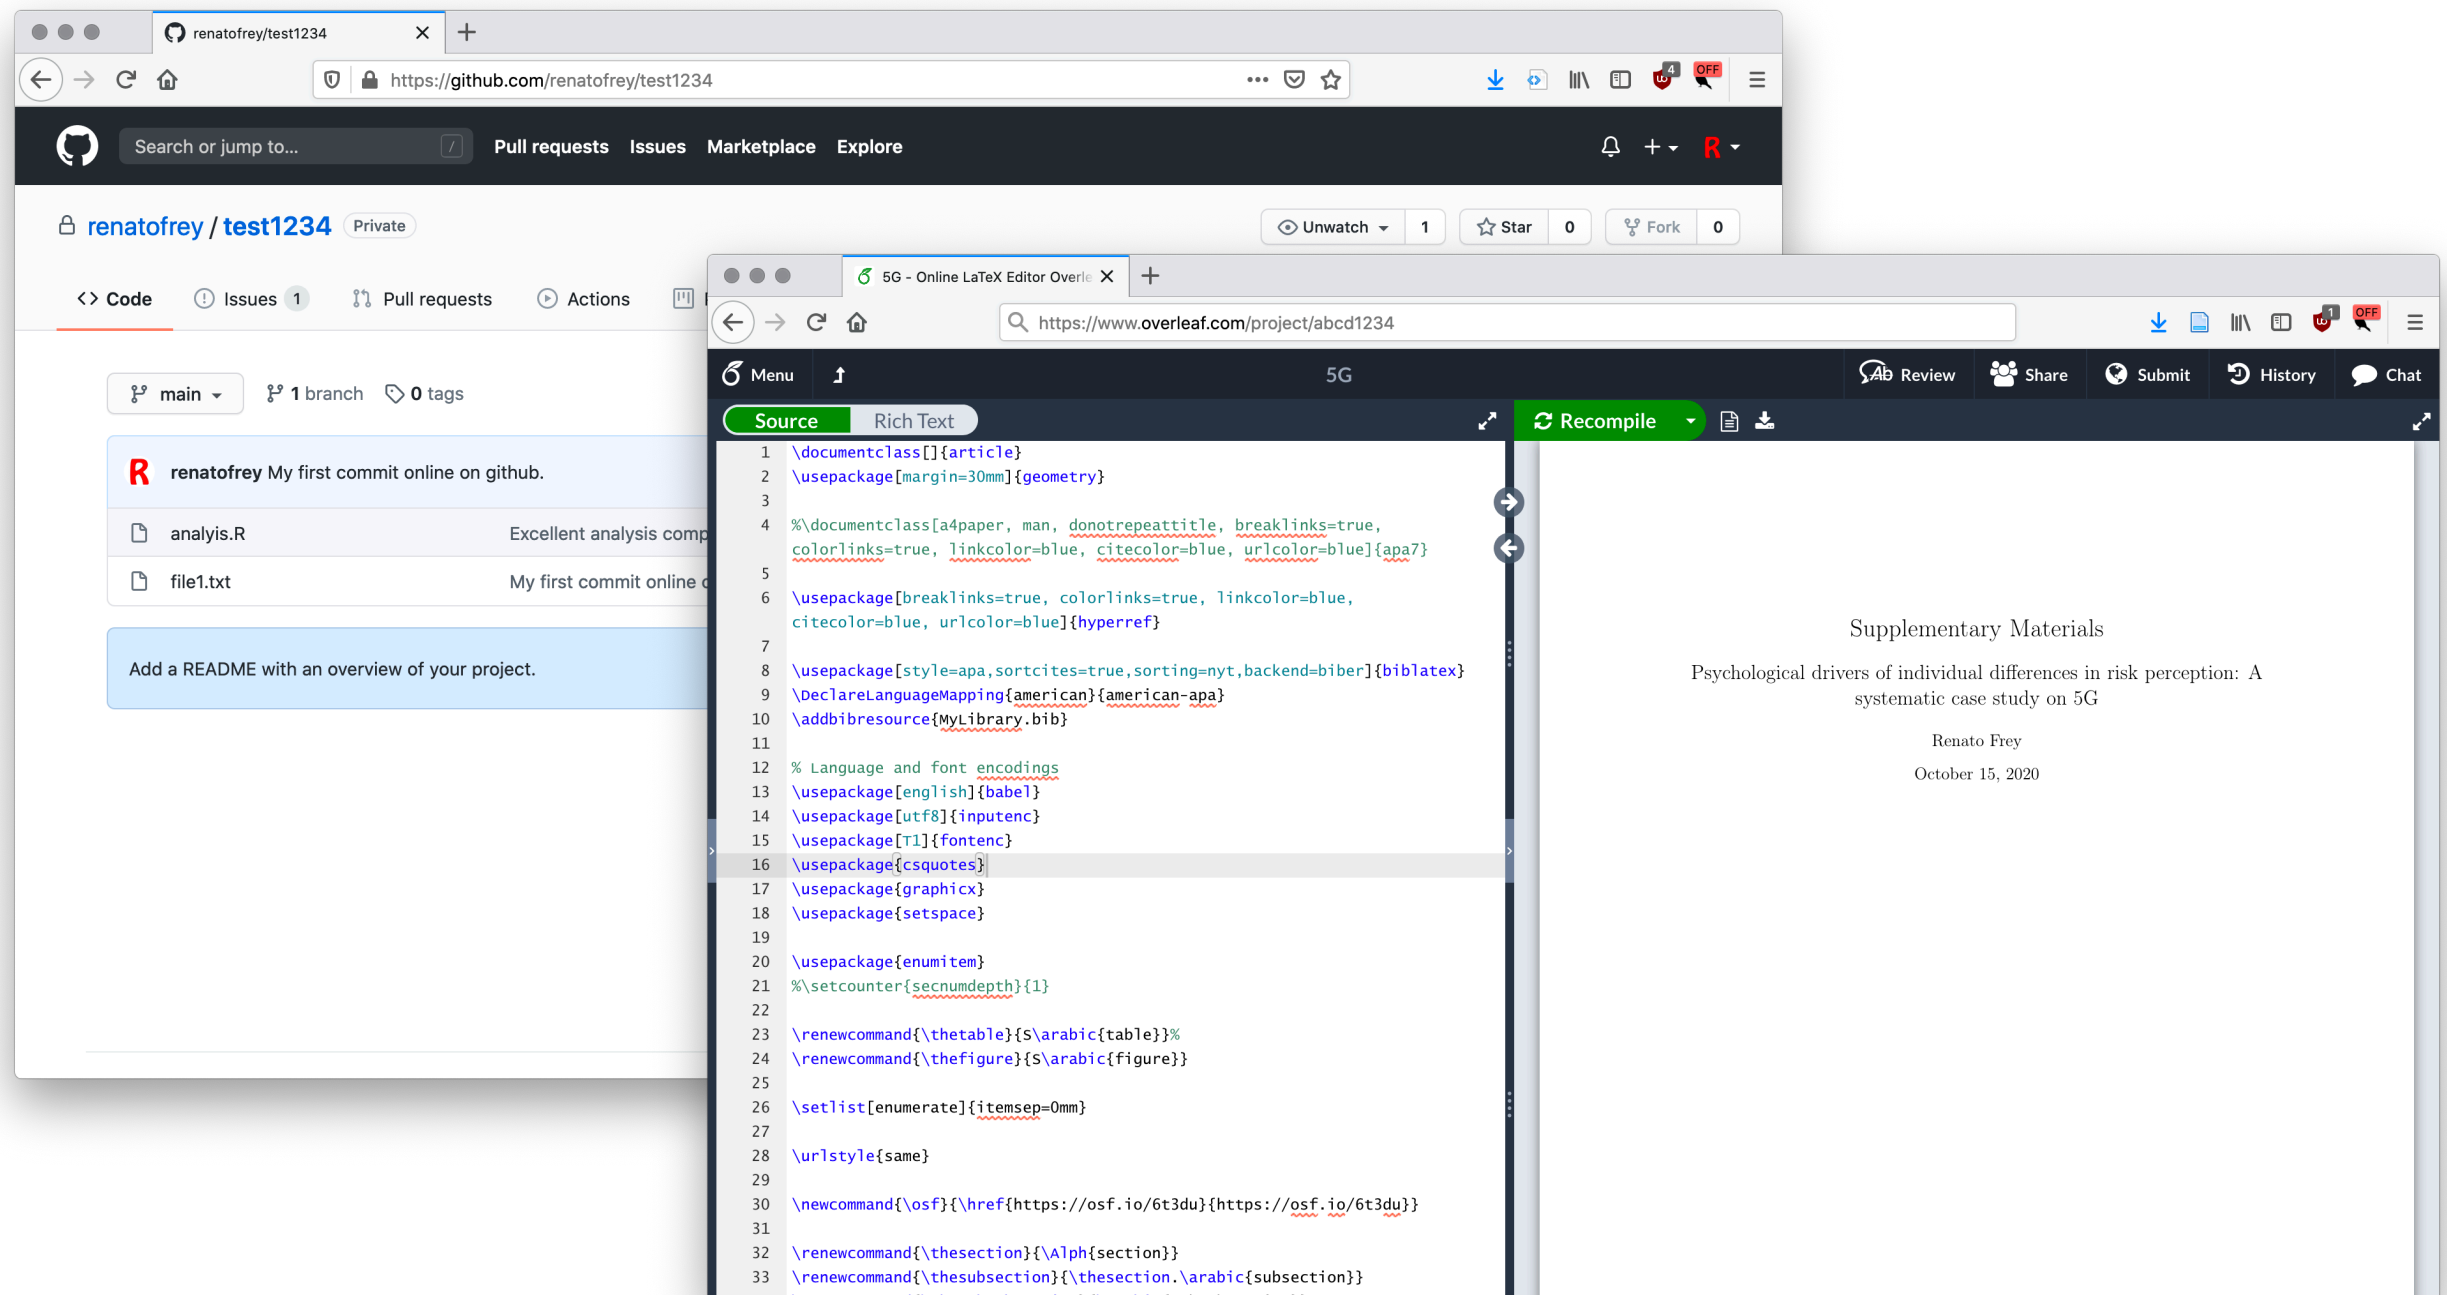 renatofrey/test1234
https://github.com/renatofrey/test1234
4
OFF
Search or jump to...
/
Pull requests
Issues
Marketplace
Explore
R
renatofrey / test1234
Private
Unwatch
1
Star
0
Fork
0
Code
Issues 1
Pull requests
Actions
main
1 branch
0 tags
R
renatofrey My first commit online on github.
analyis.R
Excellent analysis comp
file1.txt
My first commit online
Add a README with an overview of your project.
5G - Online LaTeX Editor Overle
https://www.overleaf.com/project/abcd1234
1
OFF
Menu
5G
Review
Share
Submit
History
Chat
Source
Rich Text
Recompile
1 \documentclass[]{article}
2 \usepackage[margin=30mm]{geometry}
3
4 %\documentclass[a4paper, man, donotrepeattitle, breaklinks=true,
colorlinks=true, linkcolor=blue, citecolor=blue, urlcolor=blue]{apa7}
5
6 \usepackage[breaklinks=true, colorlinks=true, linkcolor=blue,
citecolor=blue, urlcolor=blue]{hyperref}
7
8 \usepackage[style=apa,sortcites=true,sorting=nyt,backend=biber]{biblatex}
9 \DeclareLanguageMapping{american}{american-apa}
10 \addbibresource{MyLibrary.bib}
11
12 % Language and font encodings
13 \usepackage[english]{babel}
14 \usepackage[utf8]{inputenc}
15 \usepackage[T1]{fontenc}
16 \usepackage{csquotes}
17 \usepackage{graphicx}
18 \usepackage{setspace}
19
20 \usepackage{enumitem}
21 %\setcounter{secnumdepth}{1}
22
23 \renewcommand{\thetable}{S\arabic{table}}%
24 \renewcommand{\thefigure}{S\arabic{figure}}
25
26 \setlist[enumerate]{itemsep=0mm}
27
28 \urlstyle{same}
29
30 \newcommand{\osf}{\href{https://osf.io/6t3du}{https://osf.io/6t3du}}
31
32 \renewcommand{\thesection}{\Alph{section}}
33 \renewcommand{\thesubsection}{\thesection.\arabic{subsection}}
Supplementary Materials
Psychological drivers of individual differences in risk perception: A
systematic case study on 5G
Renato Frey
October 15, 2020